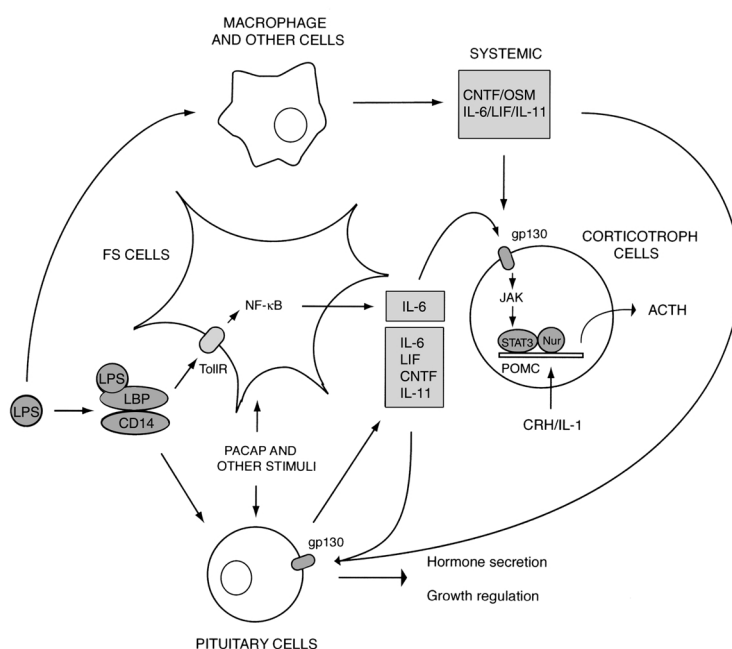 MACROPHAGE
AND OTHER CELLS
SYSTEMIC
CNTF/OSM
IL-6/LIF/IL-11
FS CELLS
gp130
CORTICOTROPH
CELLS
NF-κB
IL-6
JAK
ACTH
TollR
IL-6
LIF
CNTF
IL-11
STAT3
Nur
POMC
LPS
LPS
LBP
CD14
CRH/IL-1
PACAP AND
OTHER STIMULI
gp130
Hormone secretion
Growth regulation
PITUITARY CELLS